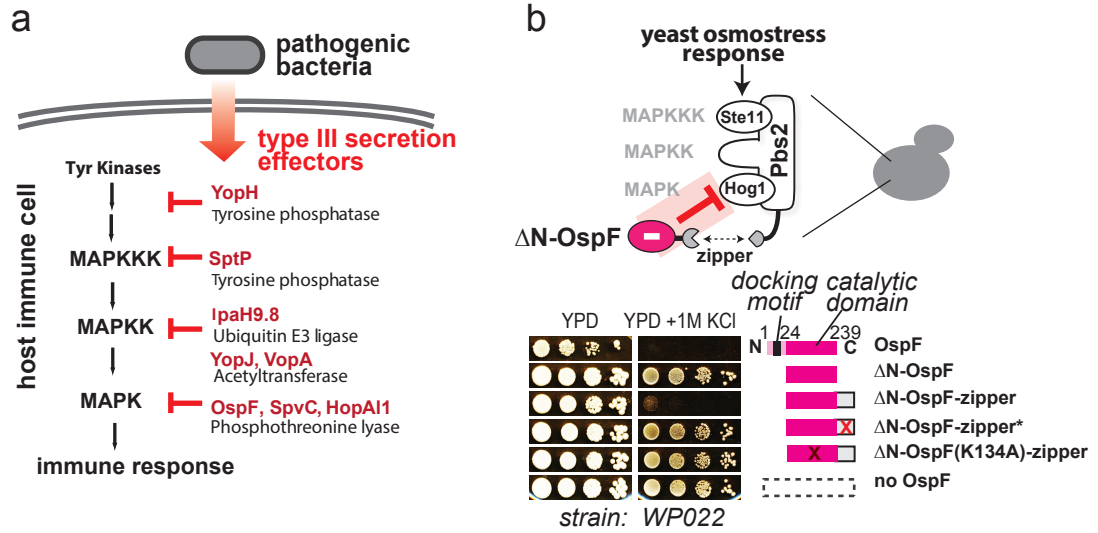 a
pathogenic
bacteria
type III secretion
effectors
host immune cell
Tyr Kinases
YopH
Tyrosine phosphatase
MAPKKK
SptP
Tyrosine phosphatase
MAPKK
IpaH9.8
Ubiquitin E3 ligase
YopJ, VopA
Acetyltransferase
MAPK
OspF, SpvC, HopAI1
Phosphothreonine lyase
immune response
b
yeast osmostress
response
MAPKKK
Ste11
MAPKK
Pbs2
MAPK
Hog1
ΔN-OspF
zipper
docking
motif
catalytic
domain
YPD
YPD +1M KCl
1 24 239
N C
OspF
ΔN-OspF
ΔN-OspF-zipper
X
ΔN-OspF-zipper*
X
ΔN-OspF(K134A)-zipper
no OspF
strain: WP022